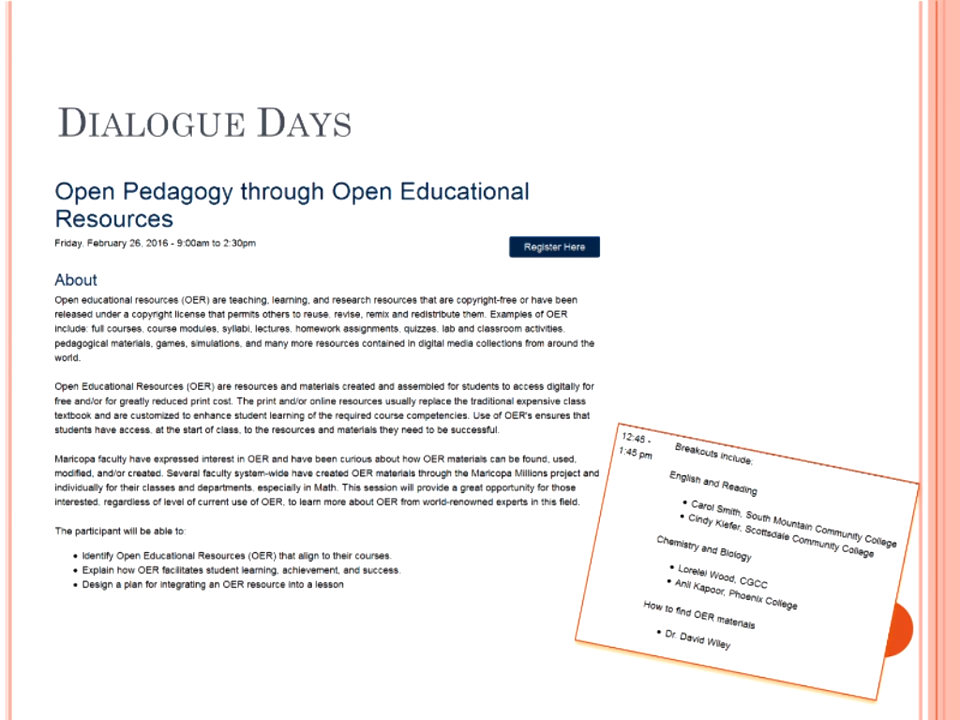 DIALOGUE DAYS
Open Pedagogy through Open Educational
Resources
Friday, February 26, 2016 - 9:00am to 2:30pm
Register Here
About
Open educational resources (OER) are teaching, learning, and research resources that are copyright-free or have been
released under a copyright license that permits others to reuse, revise, remix and redistribute them. Examples of OER
include: full courses, course modules, syllabi, lectures, homework assignments, quizzes, lab and classroom activities,
pedagogical materials, games, simulations, and many more resources contained in digital media collections from around the
world.
Open Educational Resources (OER) are resources and materials created and assembled for students to access digitally for
free and/or for greatly reduced print cost. The print and/or online resources usually replace the traditional expensive class
textbook and are customized to enhance student learning of the required course competencies. Use of OER's ensures that
students have access, at the start of class, to the resources and materials they need to be successful.
Maricopa faculty have expressed interest in OER and have been curious about how OER materials can be found, used,
modified, and/or created. Several faculty system-wide have created OER materials through the Maricopa Millions project and
individually for their classes and departments, especially in Math. This session will provide a great opportunity for those
interested, regardless of level of current use of OER, to learn more about OER from world-renowned experts in this field.
The participant will be able to:
• Identify Open Educational Resources (OER) that align to their courses.
• Explain how OER facilitates student learning, achievement, and success.
• Design a plan for integrating an OER resource into a lesson
12:45 -
1:45 pm
Breakouts include:
English and Reading
• Carol Smith, South Mountain Community College
• Cindy Kiefer, Scottsdale Community College
Chemistry and Biology
• Lorelei Wood, CGCC
• Anil Kapoor, Phoenix College
How to find OER materials
• Dr. David Wiley